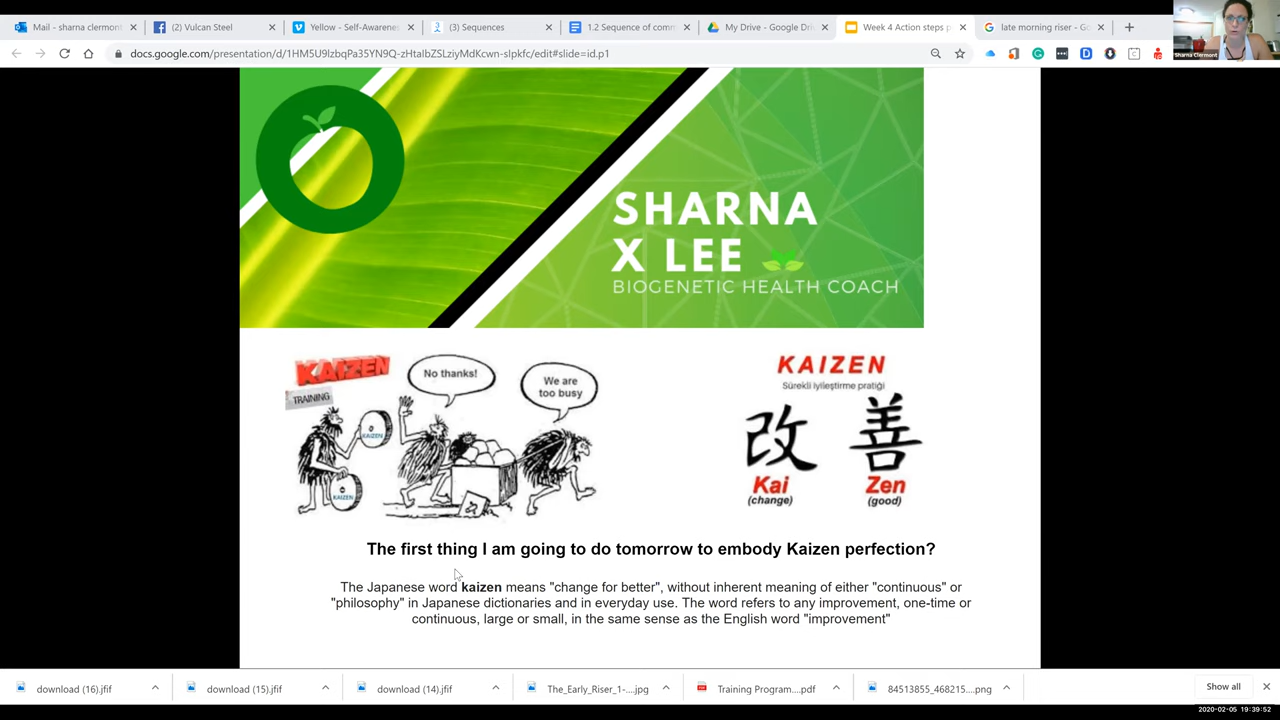 Mail - sharna clermont
(2) Vulcan Steel
Yellow - Self-Awarene
(3) Sequences
1.2 Sequence of com
My Drive - Google Dri
Week 4 Action steps p
late morning riser - Go
Sharna Clermont
docs.google.com/presentation/d/1HM5U9lzbqPa35YN9Q-zHtaIbZSLziyMdKcwn-slpkfc/edit#slide=id.p1
SHARNA
X LEE
BIOGENETIC HEALTH COACH
KAIZEN
TRAINING
No thanks!
We are
too busy
KAIZEN
KAIZEN
KAIZEN
Sürekli iyileştirme pratiği
改 善
Kai Zen
(change) (good)
The first thing I am going to do tomorrow to embody Kaizen perfection?
The Japanese word kaizen means "change for better", without inherent meaning of either "continuous" or
"philosophy" in Japanese dictionaries and in everyday use. The word refers to any improvement, one-time or
continuous, large or small, in the same sense as the English word "improvement"
download (16).jfif
download (15).jfif
download (14).jfif
The_Early_Riser_1-....jpg
Training Program....pdf
84513855_468215....png
Show all
2020-02-05 19:39:52